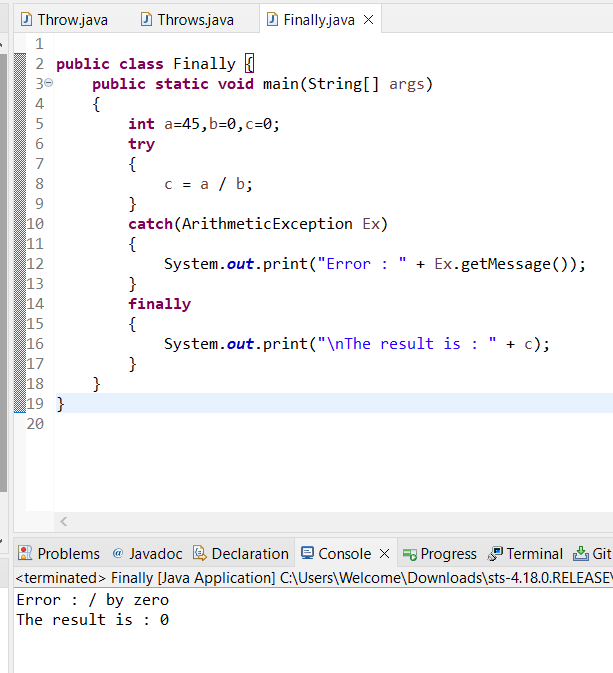 Throw.java Throws.java Finally.java
1
2 public class Finally {
3 public static void main(String[] args)
4 {
5 int a=45,b=0,c=0;
6 try
7 {
8 c = a / b;
9 }
10 catch(ArithmeticException Ex)
11 {
12 System.out.print("Error : " + Ex.getMessage());
13 }
14 finally
15 {
16 System.out.print("\nThe result is : " + c);
17 }
18 }
19 }
20
Problems @ Javadoc Declaration Console Progress Terminal Git
<terminated> Finally [Java Application] C:\Users\Welcome\Downloads\sts-4.18.0.RELEASE\
Error : / by zero
The result is : 0